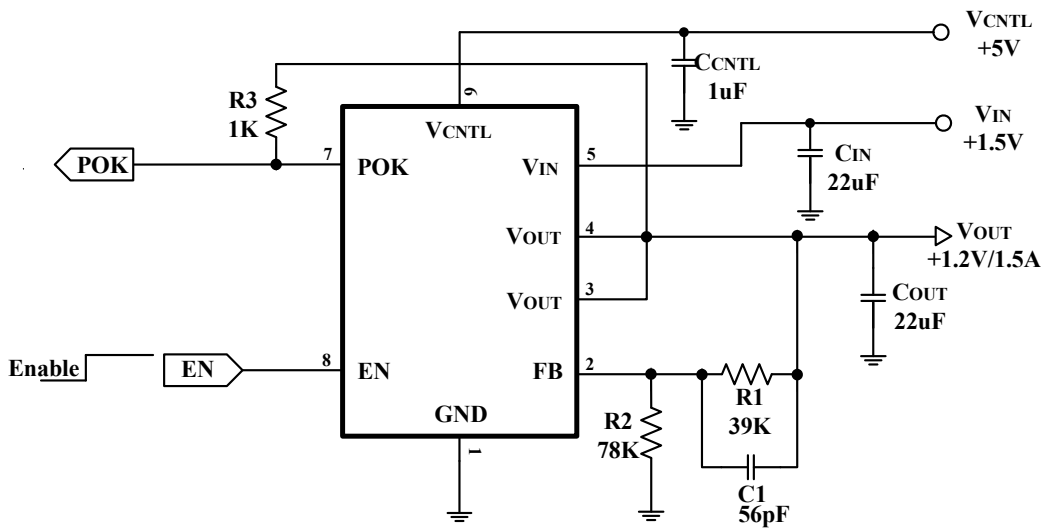 VCNTL
+5V
CCNTL
1uF
R3
1K
6
VCNTL
VIN
+1.5V
CIN
22uF
POK
7
POK
VIN
5
VOUT
4
VOUT
+1.2V/1.5A
VOUT
3
COUT
22uF
Enable
EN
8
EN
FB
2
GND
1
R1
39K
R2
78K
C1
56pF